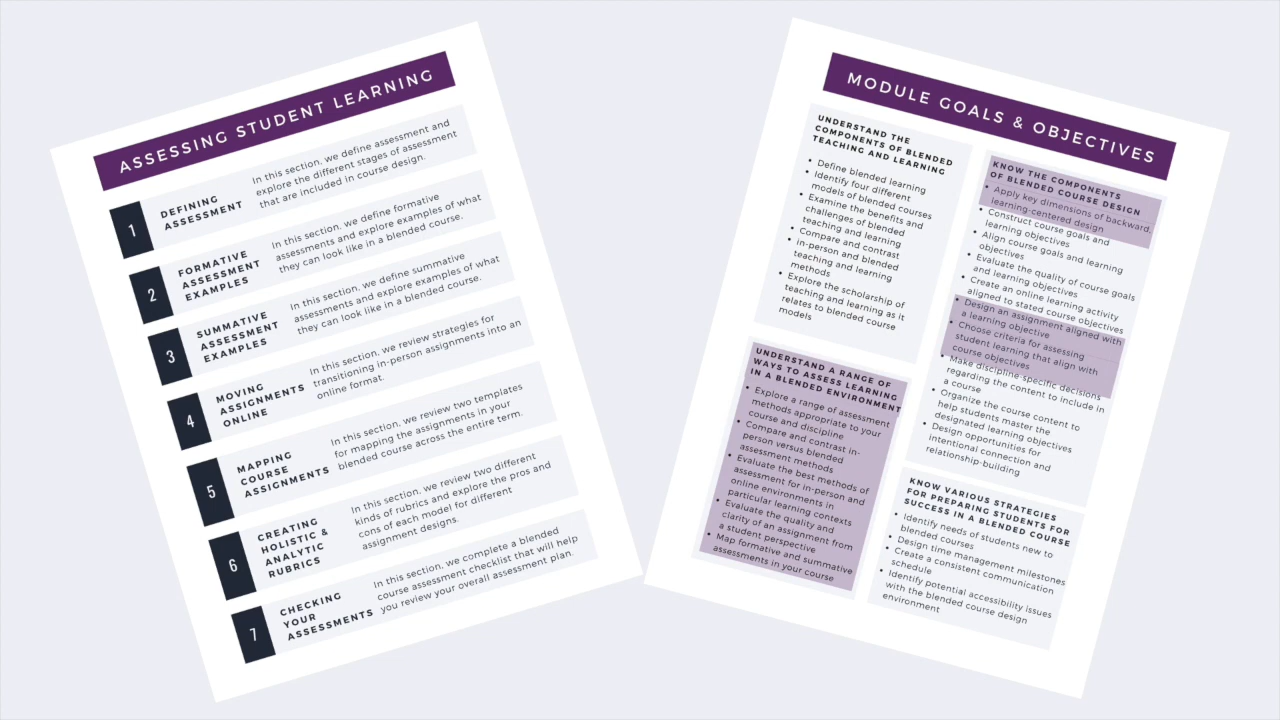 ASSESSING STUDENT LEARNING
1
DEFINING
ASSESSMENT
In this section, we define assessment and
explore the different stages of assessment
that are included in course design.
2
FORMATIVE
ASSESSMENT
EXAMPLES
In this section, we define formative
assessments and explore examples of what
they can look like in a blended course.
3
SUMMATIVE
ASSESSMENT
EXAMPLES
In this section, we define summative
assessments and explore examples of what
they can look like in a blended course.
4
MOVING
ASSIGNMENTS
ONLINE
In this section, we review strategies for
transitioning in-person assignments into an
online format.
5
MAPPING
COURSE
ASSIGNMENTS
In this section, we review two templates
for mapping the assignments in your
blended course across the entire term.
6
CREATING
HOLISTIC &
ANALYTIC
RUBRICS
In this section, we review two different
kinds of rubrics and explore the pros and
cons of each model for different
assignment designs.
7
CHECKING
YOUR
ASSESSMENTS
In this section, we complete a blended
course assessment checklist that will help
you review your overall assessment plan.
MODULE GOALS & OBJECTIVES
UNDERSTAND THE
COMPONENTS OF BLENDED
TEACHING AND LEARNING
• Define blended learning
• Identify four different
models of blended courses
• Examine the benefits and
challenges of blended
teaching and learning
• Compare and contrast
• in-person and blended
teaching and learning
methods
• Explore the scholarship of
teaching and learning as it
relates to blended course
models
UNDERSTAND A RANGE OF
WAYS TO ASSESS LEARNING
IN A BLENDED ENVIRONMENT
• Explore a range of assessment
methods appropriate to your
course and discipline
• Compare and contrast in-
person versus blended
assessment methods
• Evaluate the best methods of
assessment for in-person and
online environments in
particular learning contexts
• Evaluate the quality and
clarity of an assignment from
a student perspective
• Map formative and summative
assessments in your course
KNOW THE COMPONENTS
OF BLENDED COURSE DESIGN
• Apply key dimensions of backward,
learning-centered design
• Construct course goals and
learning objectives
• Align course goals and learning
objectives
• Evaluate the quality of course goals
and learning objectives
• Create an online learning activity
aligned to stated course objectives
• Design an assignment aligned with
a learning objective
• Choose criteria for assessing
student learning that align with
course objectives
• Make discipline specific decisions
regarding the content to include in
a course
• Organize the course content to
help students master the
designated learning objectives
• Design opportunities for
intentional connection and
relationship-building
KNOW VARIOUS STRATEGIES
FOR PREPARING STUDENTS FOR
SUCCESS IN A BLENDED COURSE
• Identify needs of students new to
blended courses
• Design time management milestones
• Create a consistent communication
schedule
• Identify potential accessibility issues
with the blended course design
environment